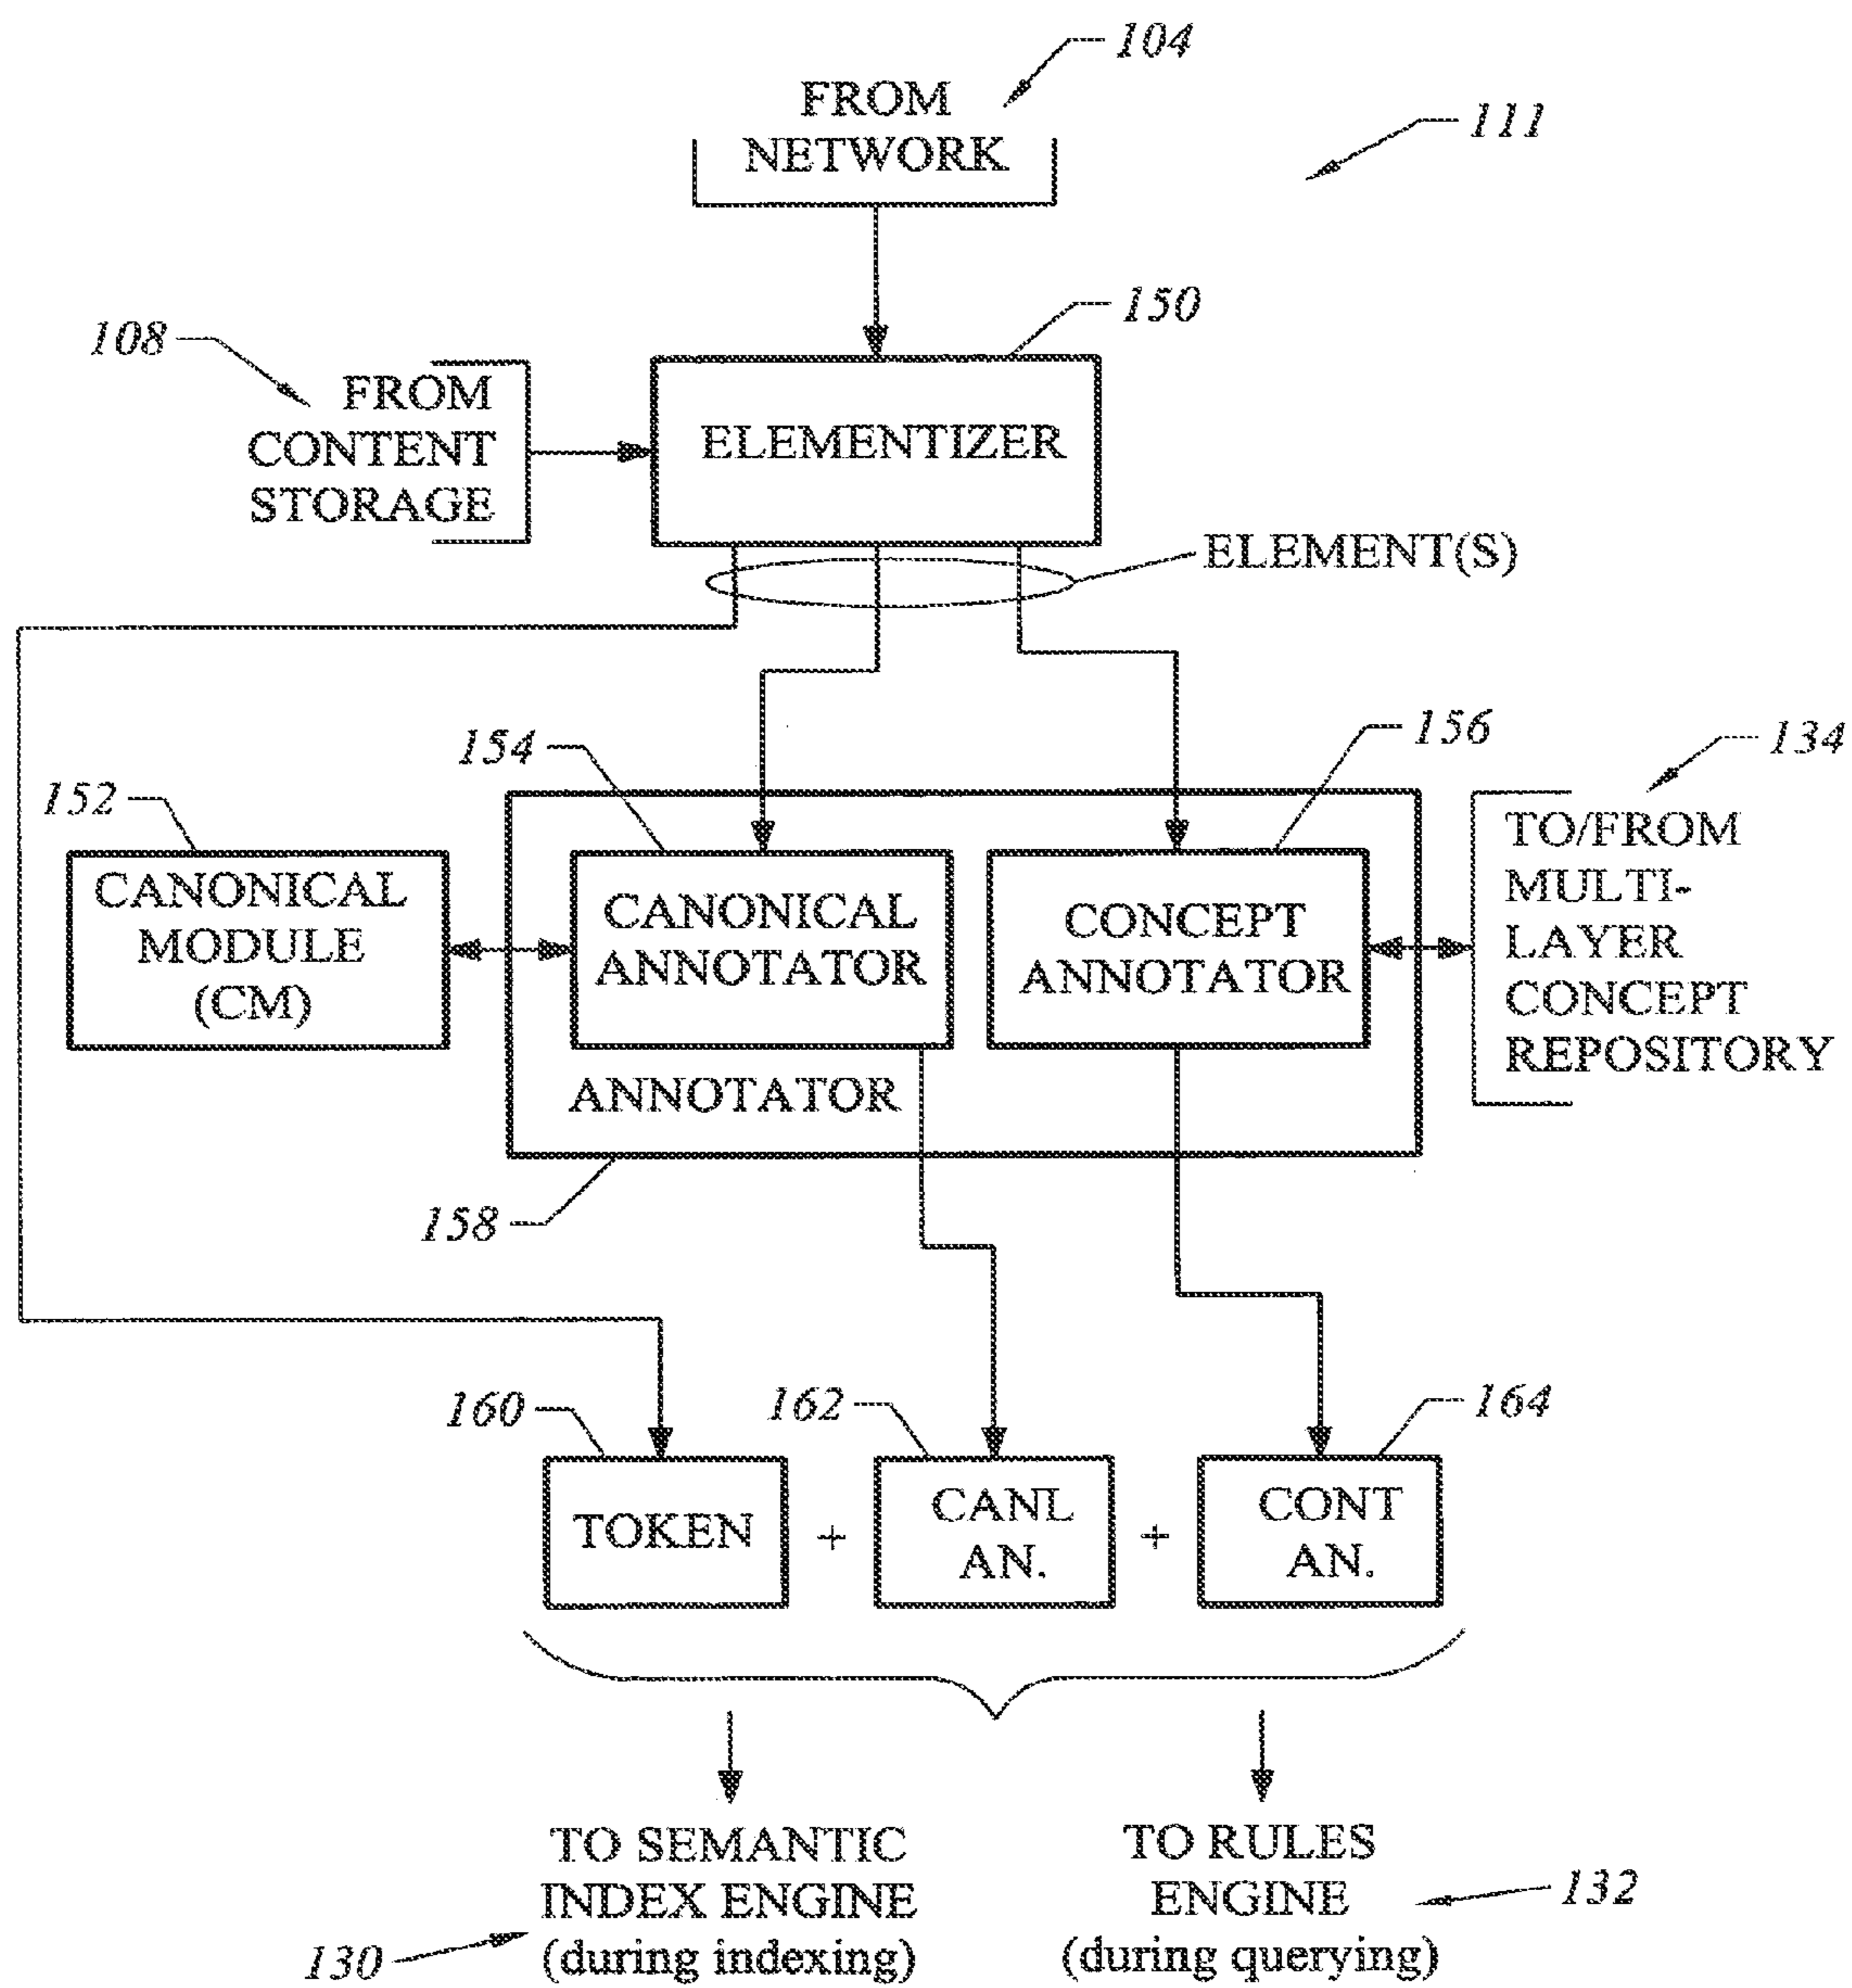 104
FROM
NETWORK
111
150
108
FROM
CONTENT
STORAGE
ELEMENTIZER
ELEMENT(S)
154
156
134
152
CANONICAL
MODULE
(CM)
CANONICAL
ANNOTATOR
CONCEPT
ANNOTATOR
TO/FROM
MULTI-
LAYER
CONCEPT
REPOSITORY
ANNOTATOR
158
160
162
164
TOKEN
+
CANL
AN.
+
CONT
AN.
TO SEMANTIC
INDEX ENGINE
(during indexing)
130
TO RULES
ENGINE
(during querying)
132